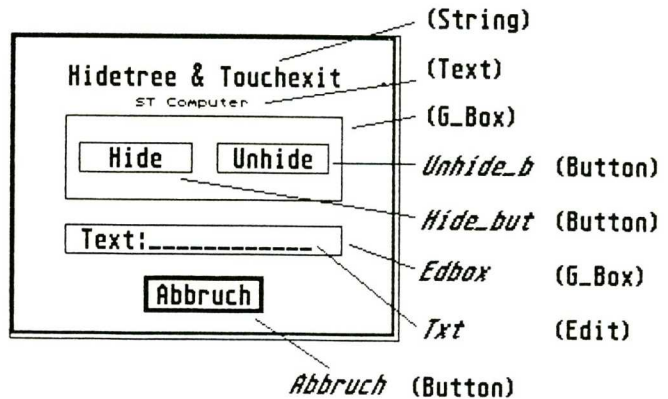 (String)
Hidetree & Touchexit
(Text)
ST Computer
(G_Box)
Hide Unhide
Unhide_b (Button)
Hide_but (Button)
Text:____________
Edbox (G_Box)
Abbruch
Txt (Edit)
Abbruch (Button)